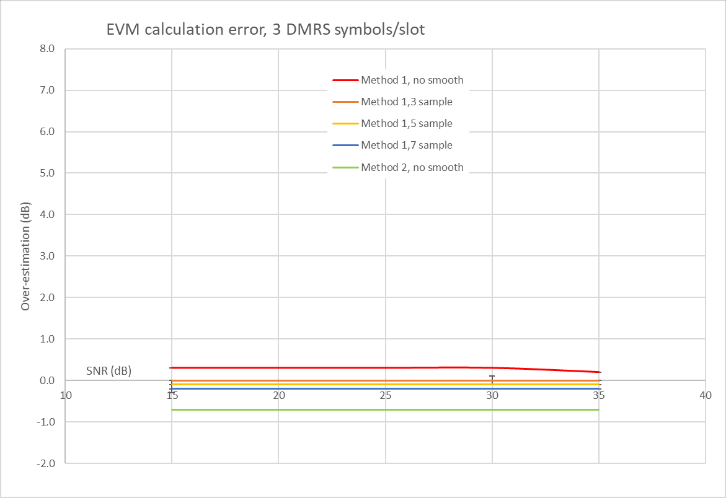 EVM calculation error, 3 DMRS symbols/slot
8.0
Method 1, no smooth
7.0
Method 1,3 sample
Method 1,5 sample
6.0
Method 1,7 sample
Method 2, no smooth
5.0
4.0
3.0
2.0
1.0
0.0
-1.0
-2.0
Over-estimation (dB)
SNR (dB)
10 15 20 25 30 35 40